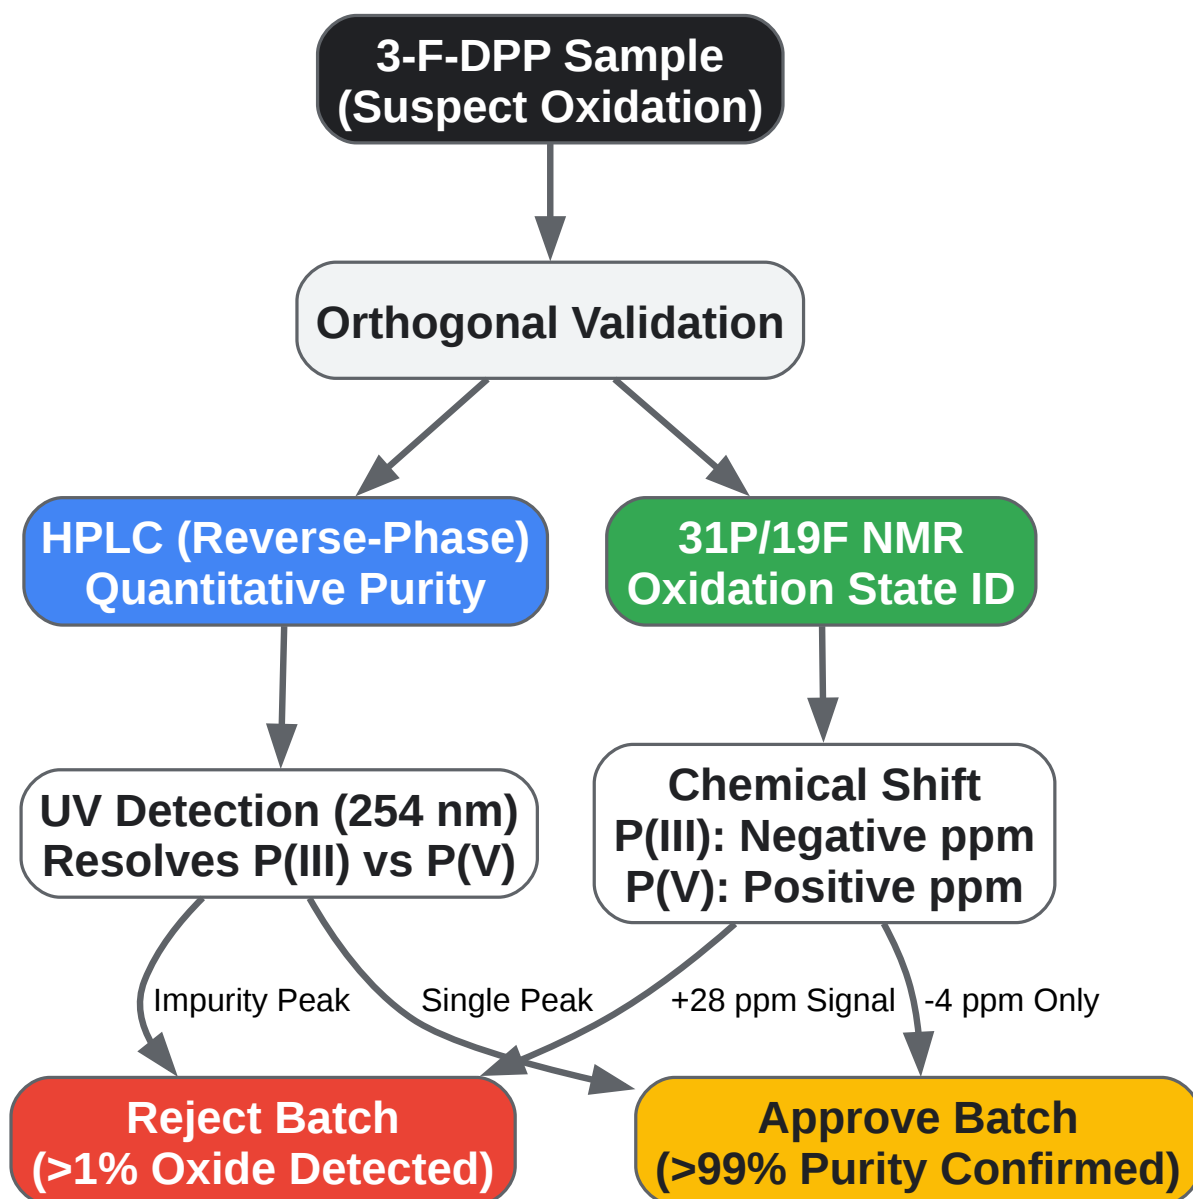 3-F-DPP Sample
(Suspect Oxidation)
Orthogonal Validation
HPLC (Reverse-Phase)
Quantitative Purity
31P/19F NMR
Oxidation State ID
UV Detection (254 nm)
Resolves P(III) vs P(V)
Chemical Shift
P(III): Negative ppm
P(V): Positive ppm
Impurity Peak
Single Peak
+28 ppm Signal
-4 ppm Only
Reject Batch
(>1% Oxide Detected)
Approve Batch
(>99% Purity Confirmed)